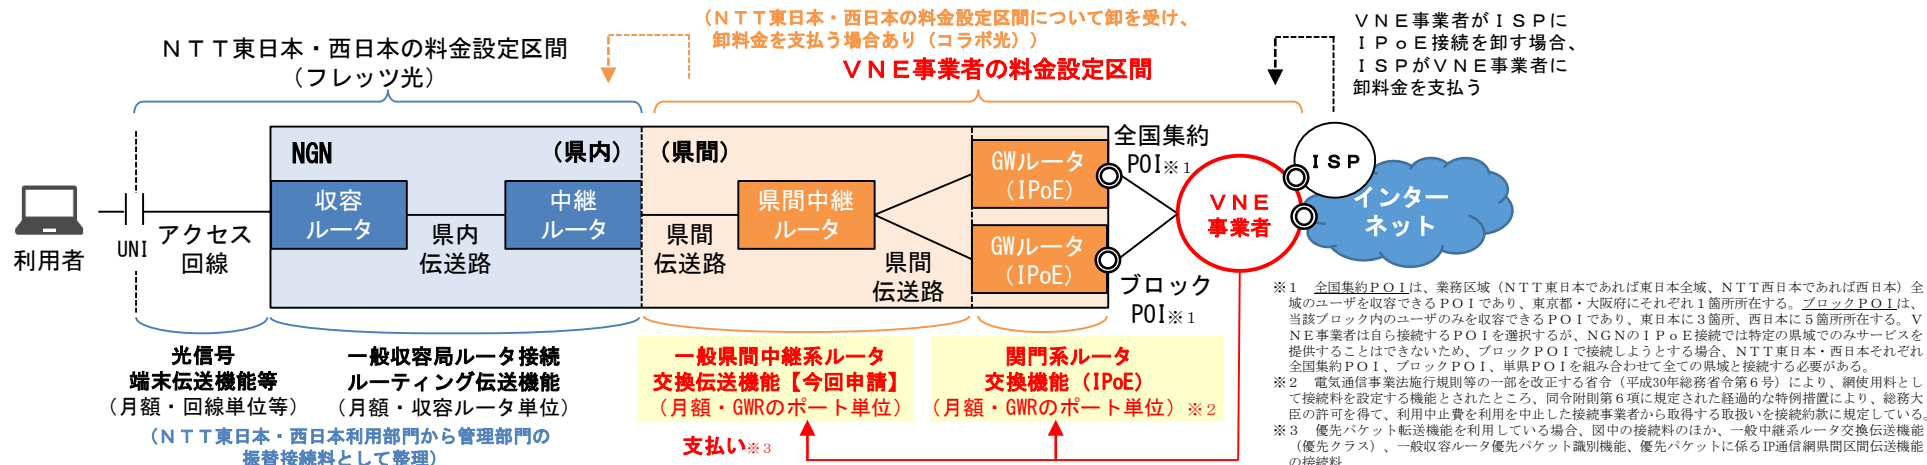 （ＮＴＴ東日本・西日本の料金設定区間について卸を受け、
卸料金を支払う場合あり（コラボ光））
ＮＴＴ東日本・西日本の料金設定区間
（フレッツ光）
ＶＮＥ事業者の料金設定区間
ＶＮＥ事業者がＩＳＰに
ＩＰｏＥ接続を卸す場合、
ＩＳＰがＶＮＥ事業者に
卸料金を支払う
NGN
（県内）
（県間）
全国集約
POI※1
GWルータ
（IPoE）
ＩＳＰ
収容
ルータ
中継
ルータ
県間中継
ルータ
ＶＮＥ
事業者
インター
ネット
利用者
UNI
アクセス
回線
県内
伝送路
県間
伝送路
県間
伝送路
GWルータ
（IPoE）
ブロック
POI※1
光信号
端末伝送機能等
（月額・回線単位等）
一般収容局ルータ接続
ルーティング伝送機能
（月額・収容ルータ単位）
（ＮＴＴ東日本・西日本利用部門から管理部門の
振替接続料として整理）
一般県間中継系ルータ
交換伝送機能【今回申請】
（月額・GWRのポート単位）
関門系ルータ
交換機能（IPoE）
（月額・GWRのポート単位）※2
支払い※3
※１　全国集約ＰＯＩは、業務区域（ＮＴＴ東日本であれば東日本全域、ＮＴＴ西日本であれば西日本）全
域のユーザを収容できるＰＯＩであり、東京都・大阪府にそれぞれ１箇所所在する。ブロックＰＯＩは、
当該ブロック内のユーザのみを収容できるＰＯＩであり、東日本に３箇所、西日本に５箇所所在する。Ｖ
ＮＥ事業者は自ら接続するＰＯＩを選択するが、ＮＧＮのＩＰｏＥ接続では特定の県域でのみサービスを
提供することはできないため、ブロックＰＯＩで接続しようとする場合、ＮＴＴ東日本・西日本それぞれ
全国集約ＰＯＩ、ブロックＰＯＩ、単県ＰＯＩを組み合わせて全ての県域と接続する必要がある。
※２　電気通信事業法施行規則等の一部を改正する省令（平成30年総務省令第６号）により、網使用料とし
て接続料を設定する機能とされたところ、同令附則第６項に規定された経過的な特例措置により、総務大
臣の許可を得て、利用中止費を利用を中止した接続事業者から取得する取扱いを接続約款に規定している。
※３　優先パケット転送機能を利用している場合、図中の接続料のほか、一般中継系ルータ交換伝送機能
（優先クラス）、一般収容ルータ優先パケット識別機能、優先パケットに係るIP通信網県間区間伝送機能
の接続料